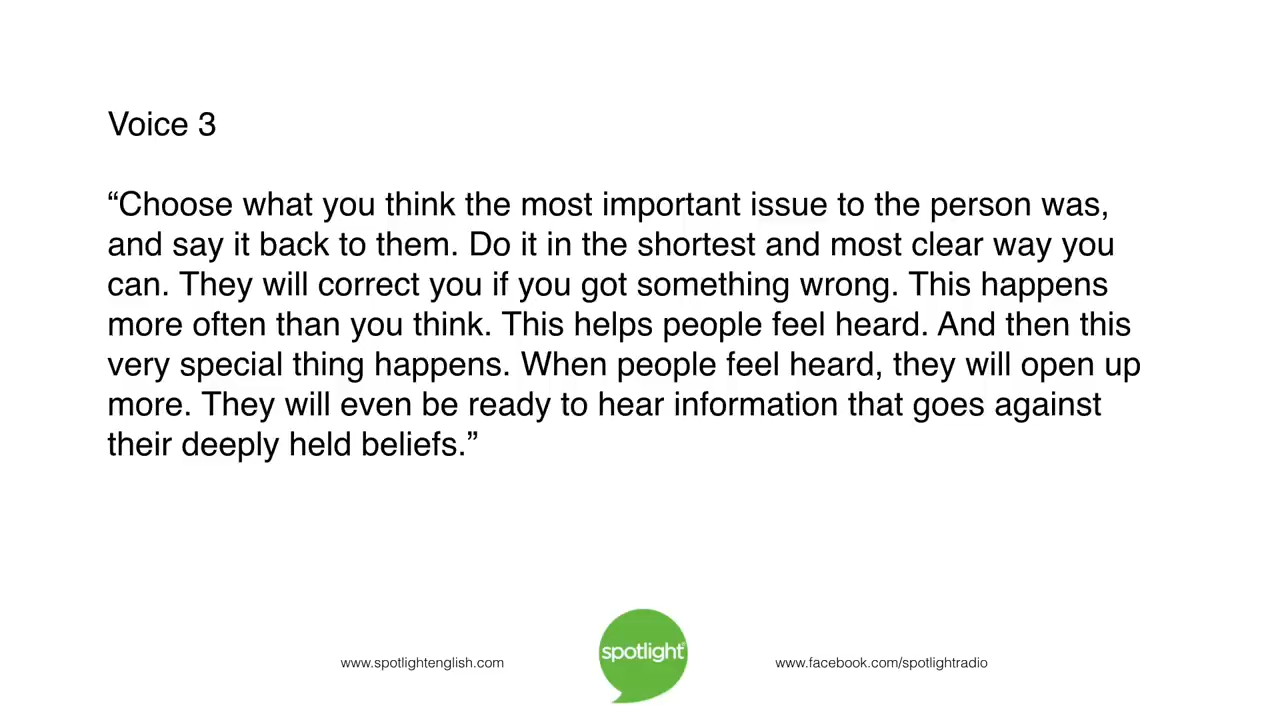 Voice 3
“Choose what you think the most important issue to the person was,
and say it back to them. Do it in the shortest and most clear way you
can. They will correct you if you got something wrong. This happens
more often than you think. This helps people feel heard. And then this
very special thing happens. When people feel heard, they will open up
more. They will even be ready to hear information that goes against
their deeply held beliefs.”
www.spotlightenglish.com
spotlight®
www.facebook.com/spotlightradio